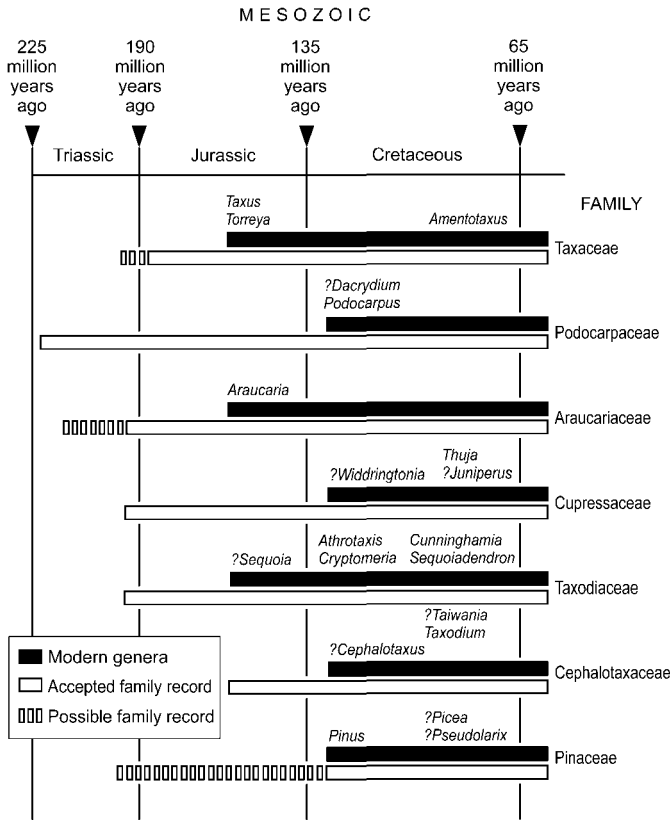 MESOZOIC
225 million years ago
190 million years ago
135 million years ago
65 million years ago
Triassic
Jurassic
Cretaceous
FAMILY
Taxus
Torreya
Amentotaxus
Taxaceae
?Dacrydium
Podocarpus
Podocarpaceae
Araucaria
Araucariaceae
?Widdringtonia
Thuja
?Juniperus
Cupressaceae
?Sequoia
Athrotaxis
Cryptomeria
Cunninghamia
Sequoiadendron
Taxodiaceae
?Taiwania
Taxodium
?Cephalotaxus
Cephalotaxaceae
Modern genera
Accepted family record
Possible family record
Pinus
?Picea
?Pseudolarix
Pinaceae